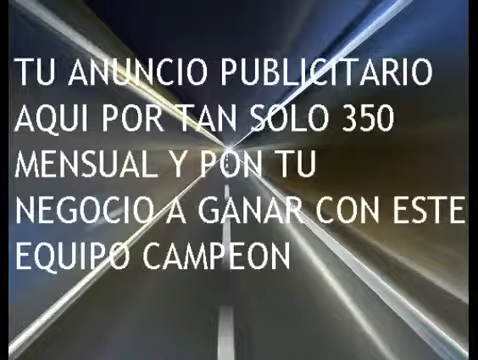 TU ANUNCIO PUBLICITARIO
AQUI POR TAN SOLO 350
MENSUAL Y PON TU
NEGOCIO A GANAR CON ESTE
EQUIPO CAMPEON